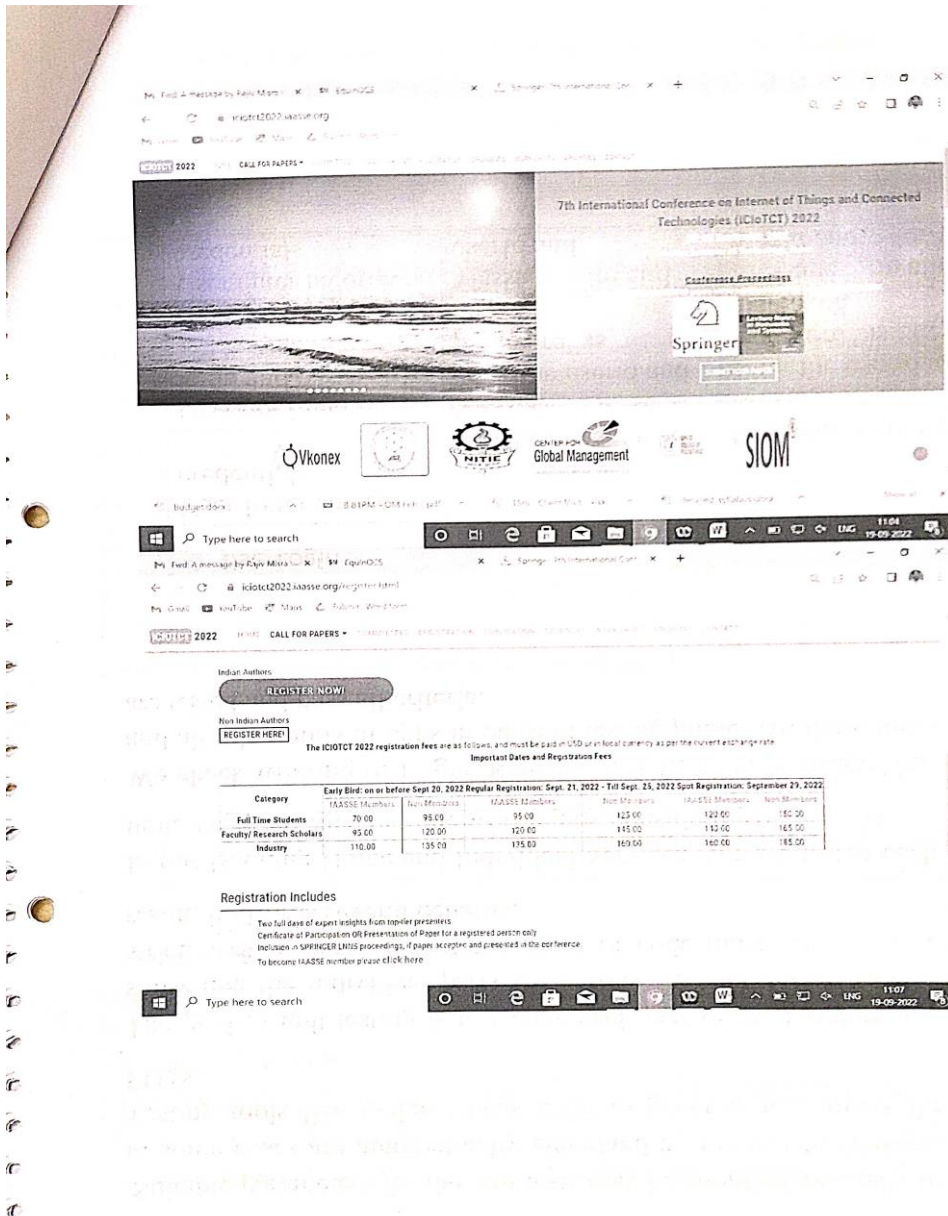 Fwd: A message by Rajiv Misra
EquinOCS
Springer 7th International Con
iciotct2022.iaasse.org
YouTube
Maps
ICIOTCT 2022
CALL FOR PAPERS
7th International Conference on Internet of Things and Connected
Technologies (ICIoTCT) 2022
Conference Proceedings
Springer
SUBMIT YOUR PAPER
Vkonex
NITIE
CENTER FOR
Global Management
SIOM
budget.docx
Show all
Type here to search
ENG
11:04
19-09-2022
Fwd: A message by Rajiv Misra
EquinOCS
Springer 7th International Con
iciotct2022.iaasse.org/register.html
Gmail
YouTube
Maps
ICIOTCT 2022
HOME
CALL FOR PAPERS
Indian Authors
REGISTER NOW!
Non Indian Authors
REGISTER HERE!
The ICIOTCT 2022 registration fees are as follows, and must be paid in USD or in local currency as per the current exchange rate
Important Dates and Registration Fees
Category
Early Bird: on or before Sept 20, 2022 Regular Registration: Sept. 21, 2022 - Till Sept. 25, 2022 Spot Registration: September 29, 2022
IAASSE Members Non Members IAASSE Members Non Members IAASSE Members Non Members
Full Time Students 70.00 95.00 95.00 125.00 120.00
Faculty/ Research Scholars 95.00 120.00 120.00 145.00 165.00
Industry 110.00 135.00 135.00 160.00 160.00 185.00
Registration Includes
Two full days of expert insights from top-tier presenters
Certificate of Participation OR Presentation of Paper for a registered person only
Inclusion in SPRINGER LNNS proceedings, if paper accepted and presented in the conference
To become IAASSE member please click here
Type here to search
ENG
11:07
19-09-2022